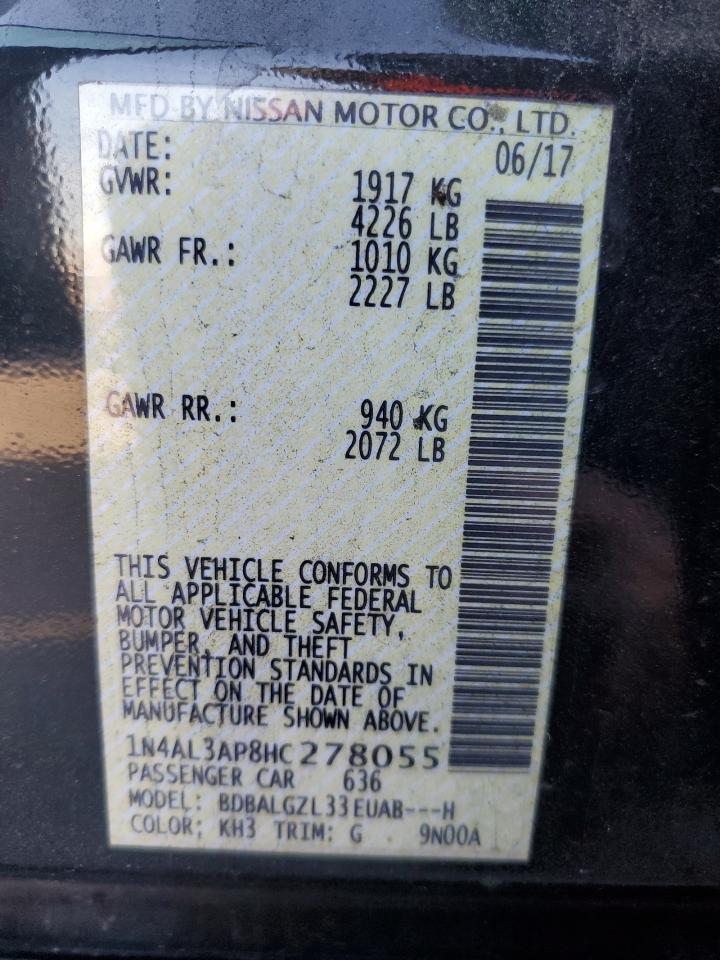 MFD BY NISSAN MOTOR CO., LTD.
DATE: 06/17
GVWR: 1917 KG
4226 LB
GAWR FR.: 1010 KG
2227 LB
GAWR RR.: 940 KG
2072 LB
THIS VEHICLE CONFORMS TO
ALL APPLICABLE FEDERAL
MOTOR VEHICLE SAFETY,
BUMPER, AND THEFT
PREVENTION STANDARDS IN
EFFECT ON THE DATE OF
MANUFACTURE SHOWN ABOVE.
1N4AL3AP8HC278055
PASSENGER CAR 636
MODEL: BDBALGZL33EUAB---H
COLOR: KH3 TRIM: G 9N00A